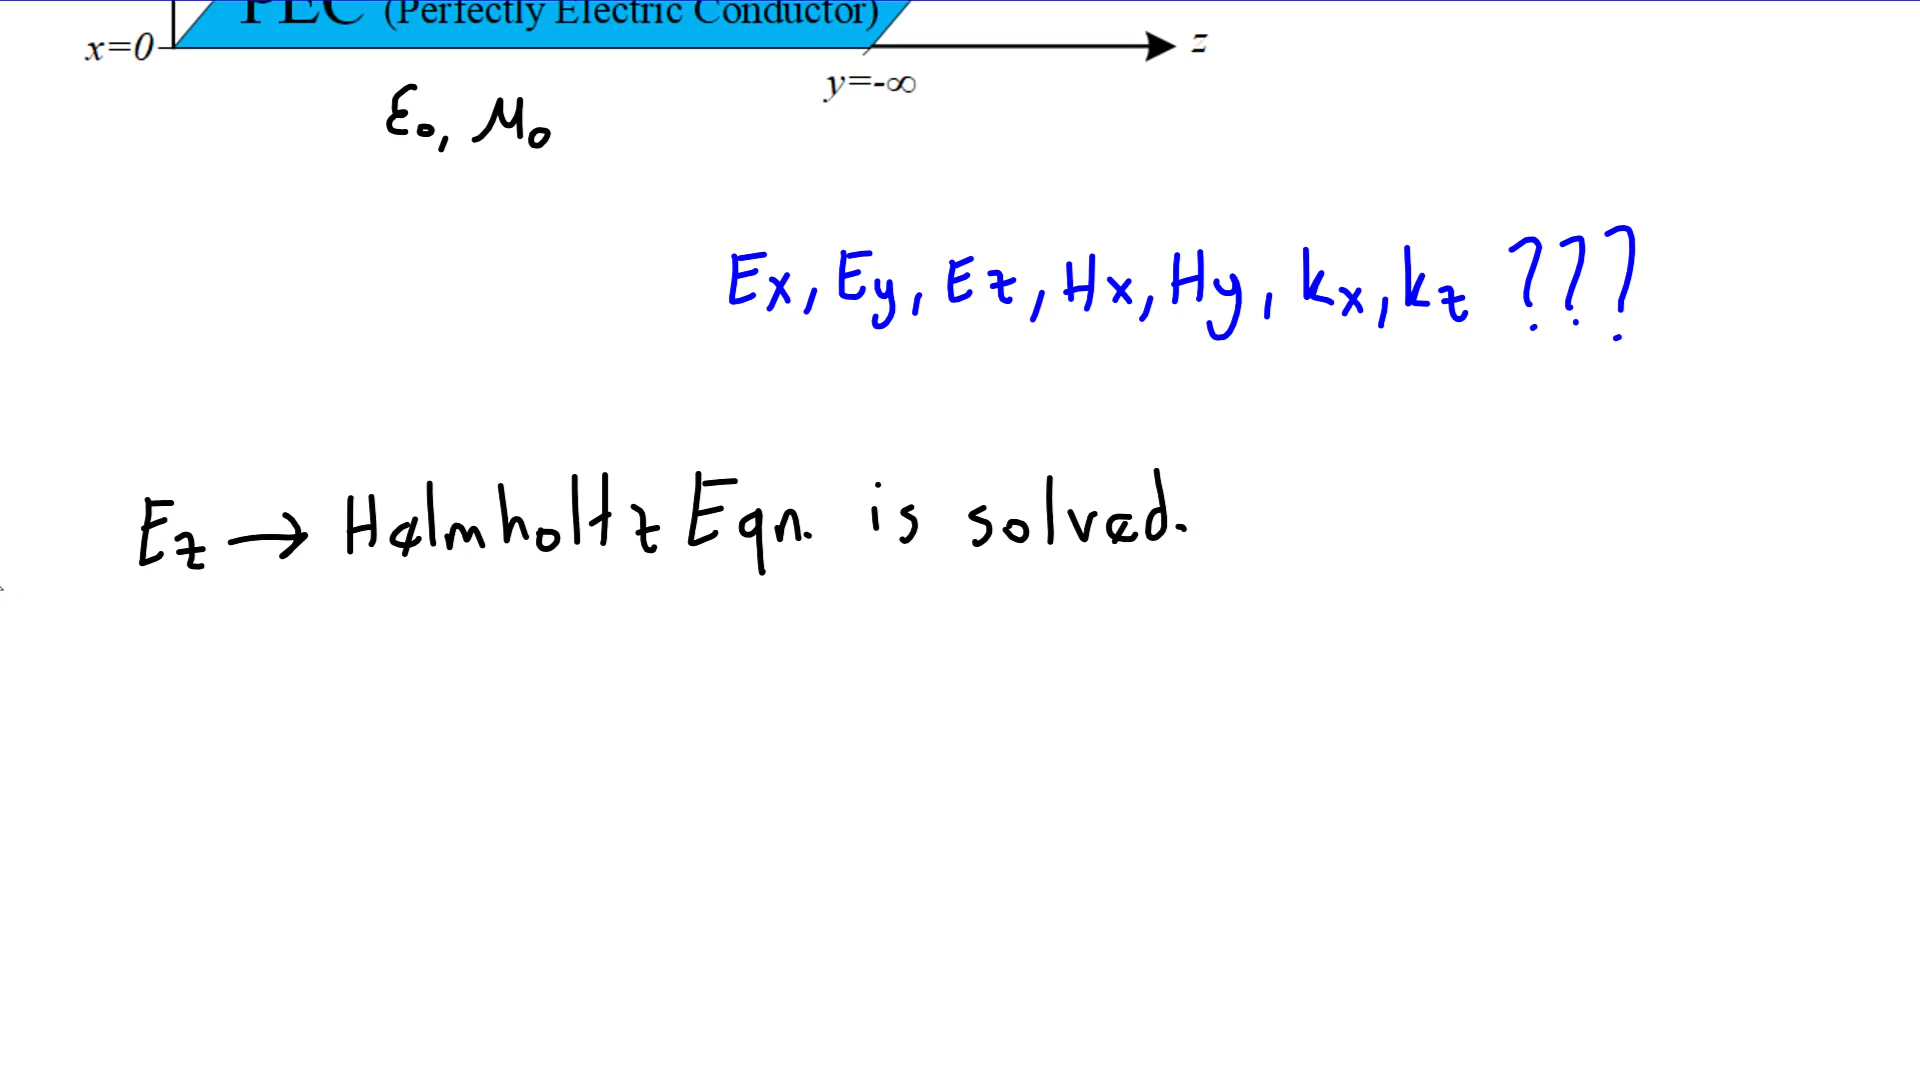 PEC (Perfectly Electric Conductor)
x=0
z
y=-∞
ε₀, μ₀
Ex, Ey, Ez, Hx, Hy, kx, kz ???
Ez → Helmholtz Eqn. is solved.